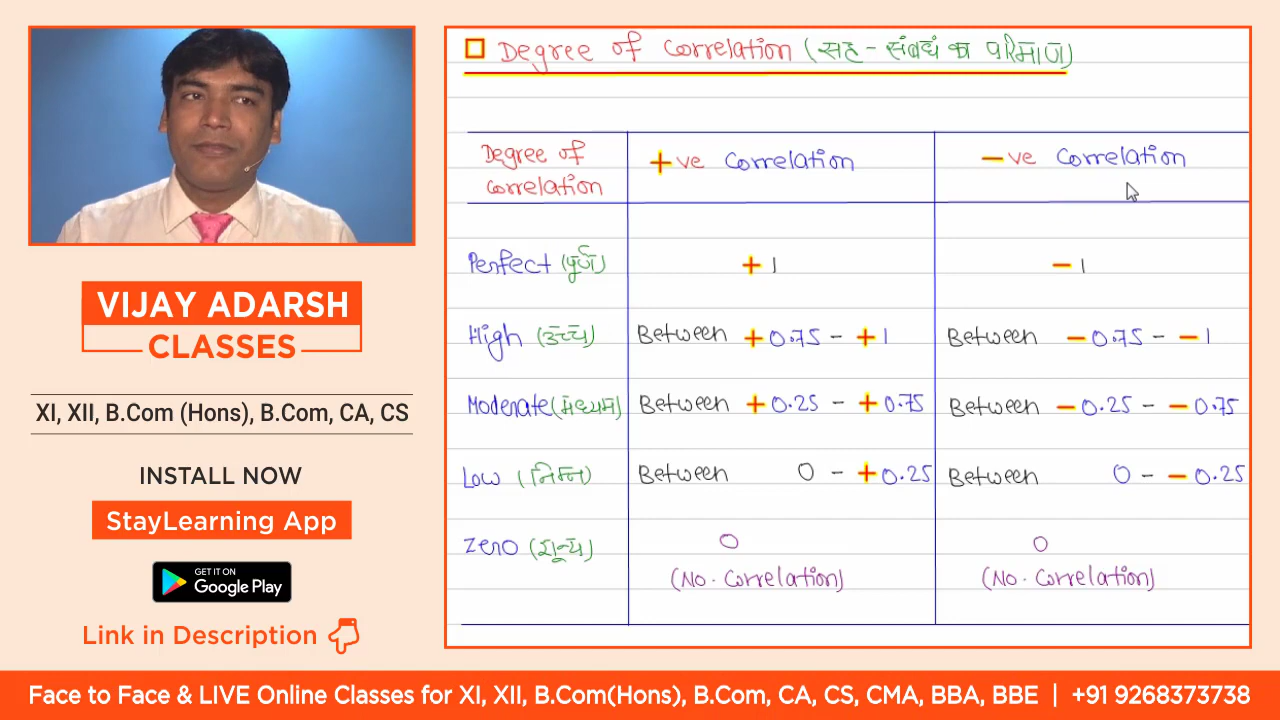 □ Degree of Correlation (सह - संबधं का परिमाण)
Degree of Correlation	+ve Correlation	-ve Correlation
Perfect (पूर्ण)	+1	-1
High (उच्च)	Between +0.75 - +1	Between -0.75 - -1
Moderate (मध्यम)	Between +0.25 - +0.75	Between -0.25 - -0.75
Low (निम्न)	Between 0 - +0.25	Between 0 - -0.25
Zero (शून्य)	0	0
(No. Correlation)	(No. Correlation)
VIJAY ADARSH
CLASSES
XI, XII, B.Com (Hons), B.Com, CA, CS
INSTALL NOW
StayLearning App
GET IT ON
Google Play
Link in Description
Face to Face & LIVE Online Classes for XI, XII, B.Com(Hons), B.Com, CA, CS, CMA, BBA, BBE | +91 9268373738